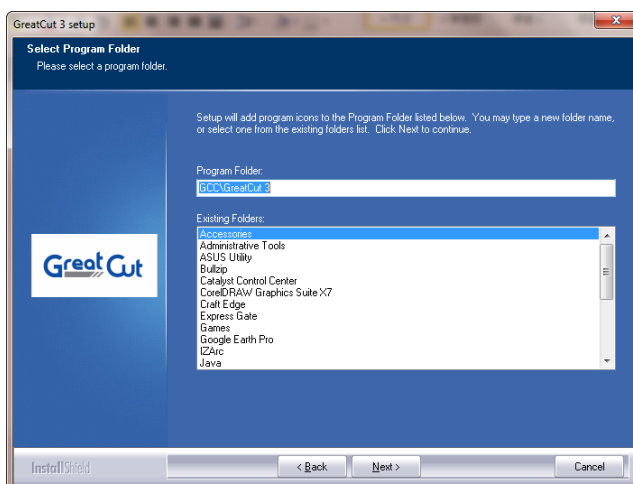 GreatCut 3 setup
Select Program Folder
Please select a program folder.
Setup will add program icons to the Program Folder listed below. You may type a new folder name,
or select one from the existing folders list. Click Next to continue.
Program Folder:
GCC\GreatCut 3
Existing Folders:
Accessories
Administrative Tools
ASUS Utility
Bullzip
Catalyst Control Center
CorelDRAW Graphics Suite X7
Craft Edge
Express Gate
Games
Google Earth Pro
IZArc
Java
Great Cut
InstallShield
< Back
Next >
Cancel